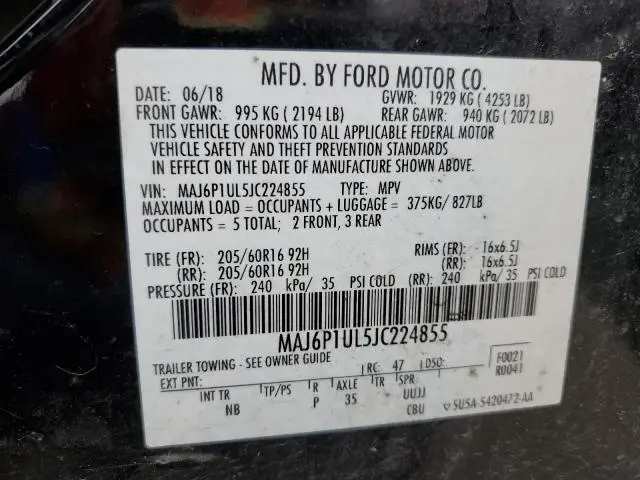 MFD. BY FORD MOTOR CO.
DATE: 06/18 GVWR: 1929 KG ( 4253 LB)
FRONT GAWR: 995 KG ( 2194 LB) REAR GAWR: 940 KG ( 2072 LB)
THIS VEHICLE CONFORMS TO ALL APPLICABLE FEDERAL MOTOR
VEHICLE SAFETY AND THEFT PREVENTION STANDARDS
IN EFFECT ON THE DATE OF MANUFACTURE SHOWN ABOVE.
VIN: MAJ6P1UL5JC224855 TYPE: MPV
MAXIMUM LOAD = OCCUPANTS + LUGGAGE = 375KG/ 827LB
OCCUPANTS = 5 TOTAL; 2 FRONT, 3 REAR
TIRE (FR): 205/60R16 92H RIMS (FR): 16x6.5J
(RR): 205/60R16 92H (RR): 16x6.5J
PRESSURE (FR): 240 kPa/ 35 PSI COLD (RR): 240 kPa/ 35 PSI COLD
MAJ6P1UL5JC224855
TRAILER TOWING - SEE OWNER GUIDE
EXT PNT: RC: 47 DSO: F0021
R0041
INT TR TP/PS R AXLE TR SPR
NB P 35 UUJJ
CBU SU5A-S420472-AA